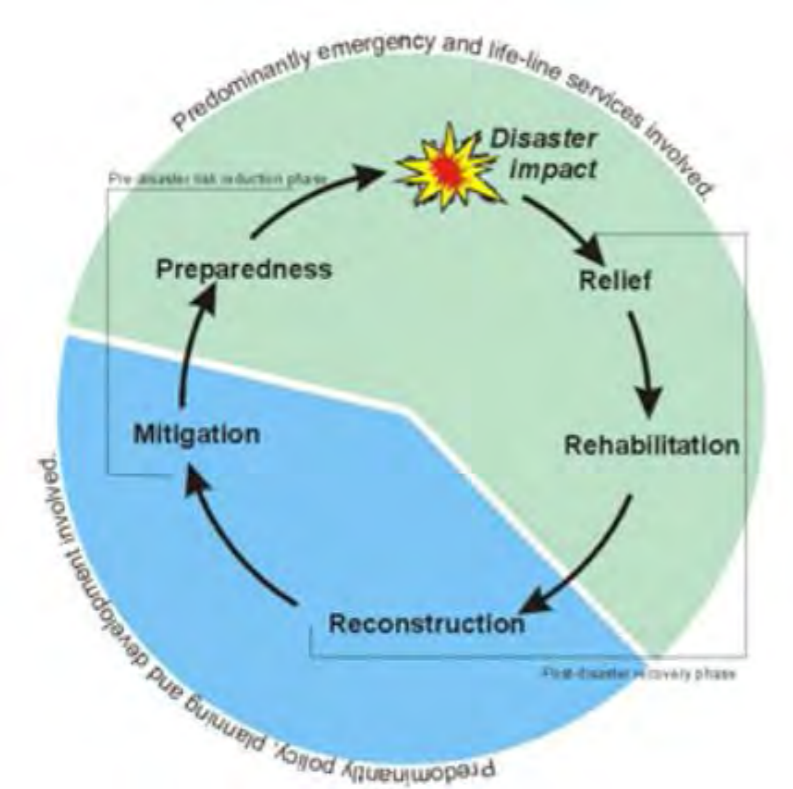 Predominantly emergency and life-line services involved.
Disaster
impact
Pre-disaster risk reduction phase
Preparedness
Relief
Mitigation
Rehabilitation
Reconstruction
Post-disaster recovery phase
Predominantly policy, planning and development involved.